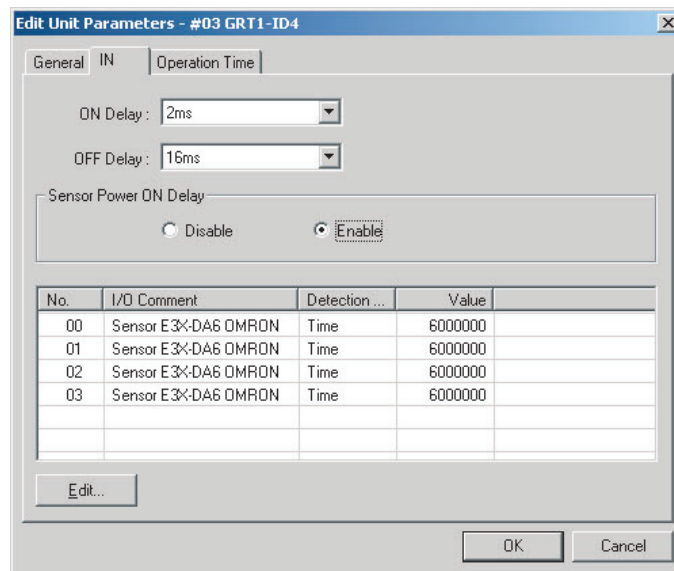 Edit Unit Parameters - #03 GRT1-ID4
General IN Operation Time
ON Delay : 2ms
OFF Delay : 16ms
Sensor Power ON Delay
Disable Enable
No. I/O Comment Detection ... Value
00 Sensor E3X-DA6 OMRON Time 6000000
01 Sensor E3X-DA6 OMRON Time 6000000
02 Sensor E3X-DA6 OMRON Time 6000000
03 Sensor E3X-DA6 OMRON Time 6000000
Edit...
OK Cancel